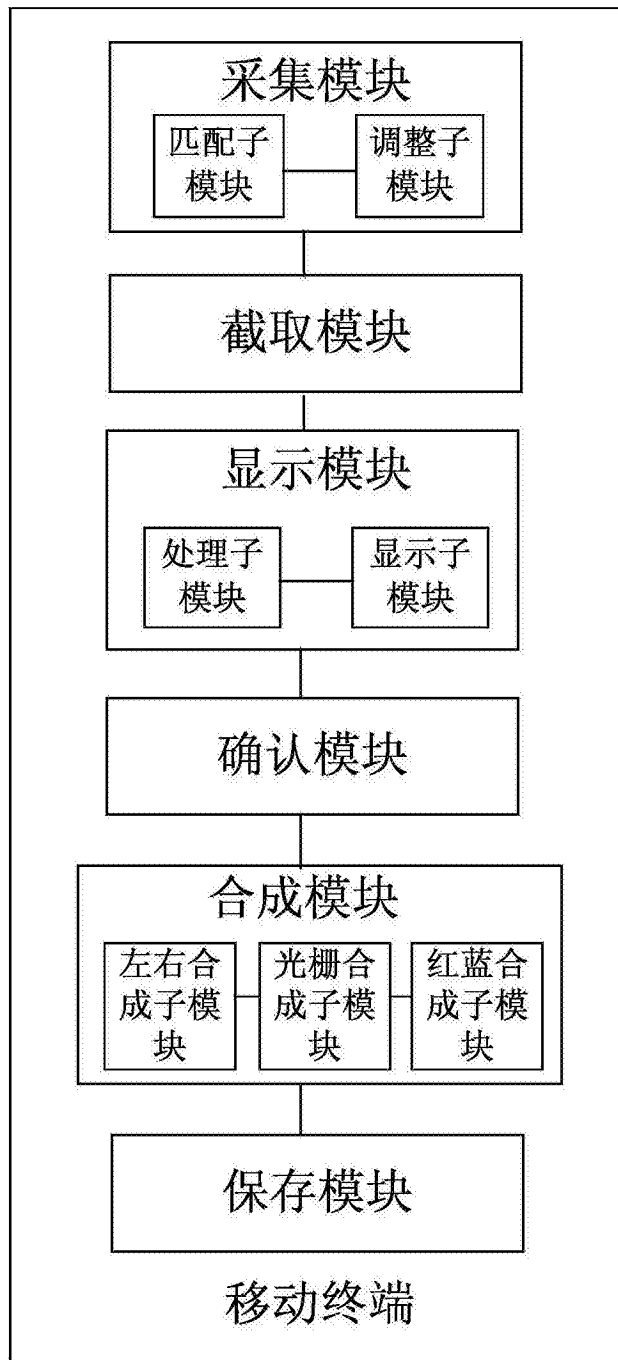 采集模块
匹配子 调整子
模块 模块
截取模块
显示模块
处理子 显示子
模块 模块
确认模块
合成模块
左右合 光栅合 红蓝合
成子模 成子模 成子模
块 块 块
保存模块
移动终端